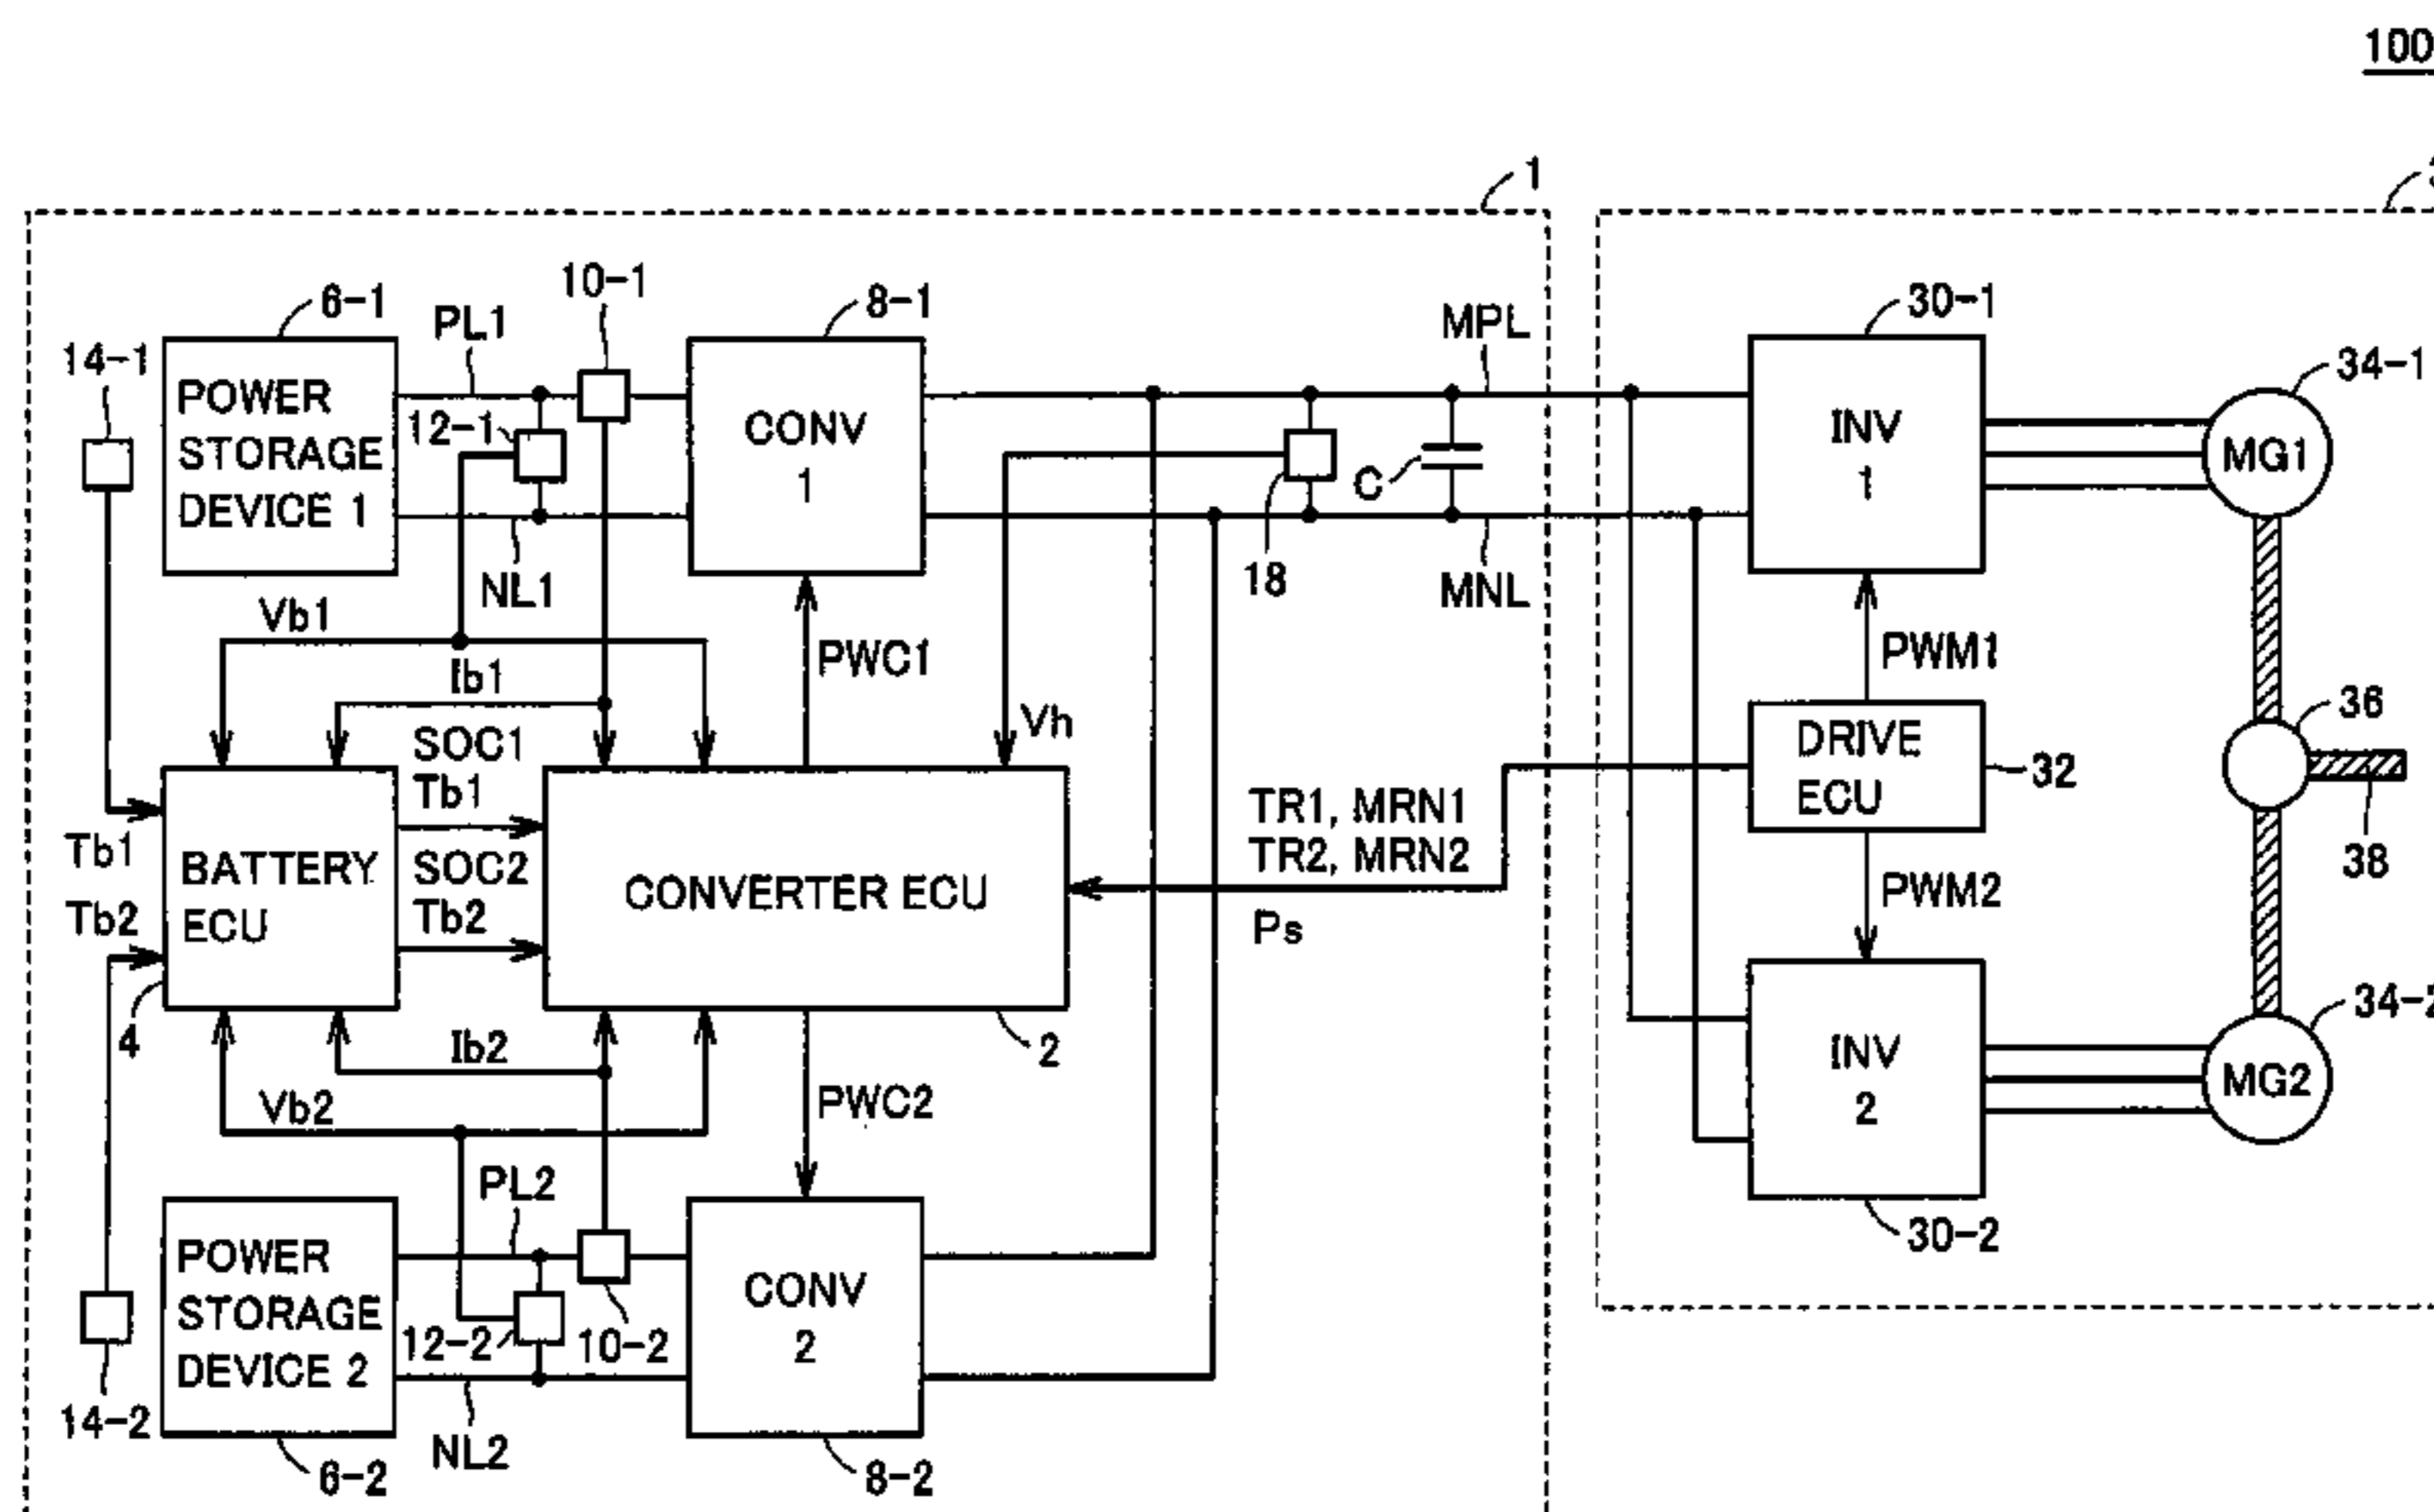 100
1
6-1
PL1
10-1
8-1
MPL
30-1
14-1
34-1
POWER
STORAGE
DEVICE 1
12-1
CONV
1
INV
1
MG1
C
NL1
18
MNL
Vb1
Ib1
PWC1
PWM1
Vh
36
SOC1
Tb1
DRIVE
ECU
32
38
Tb1
Tb2
BATTERY
ECU
SOC2
Tb2
CONVERTER ECU
TR1, MRN1
TR2, MRN2
Ps
PWM2
4
Ib2
2
34-2
Vb2
PWC2
INV
2
MG2
PL2
POWER
STORAGE
DEVICE 2
12-2
10-2
CONV
2
30-2
14-2
NL2
6-2
8-2